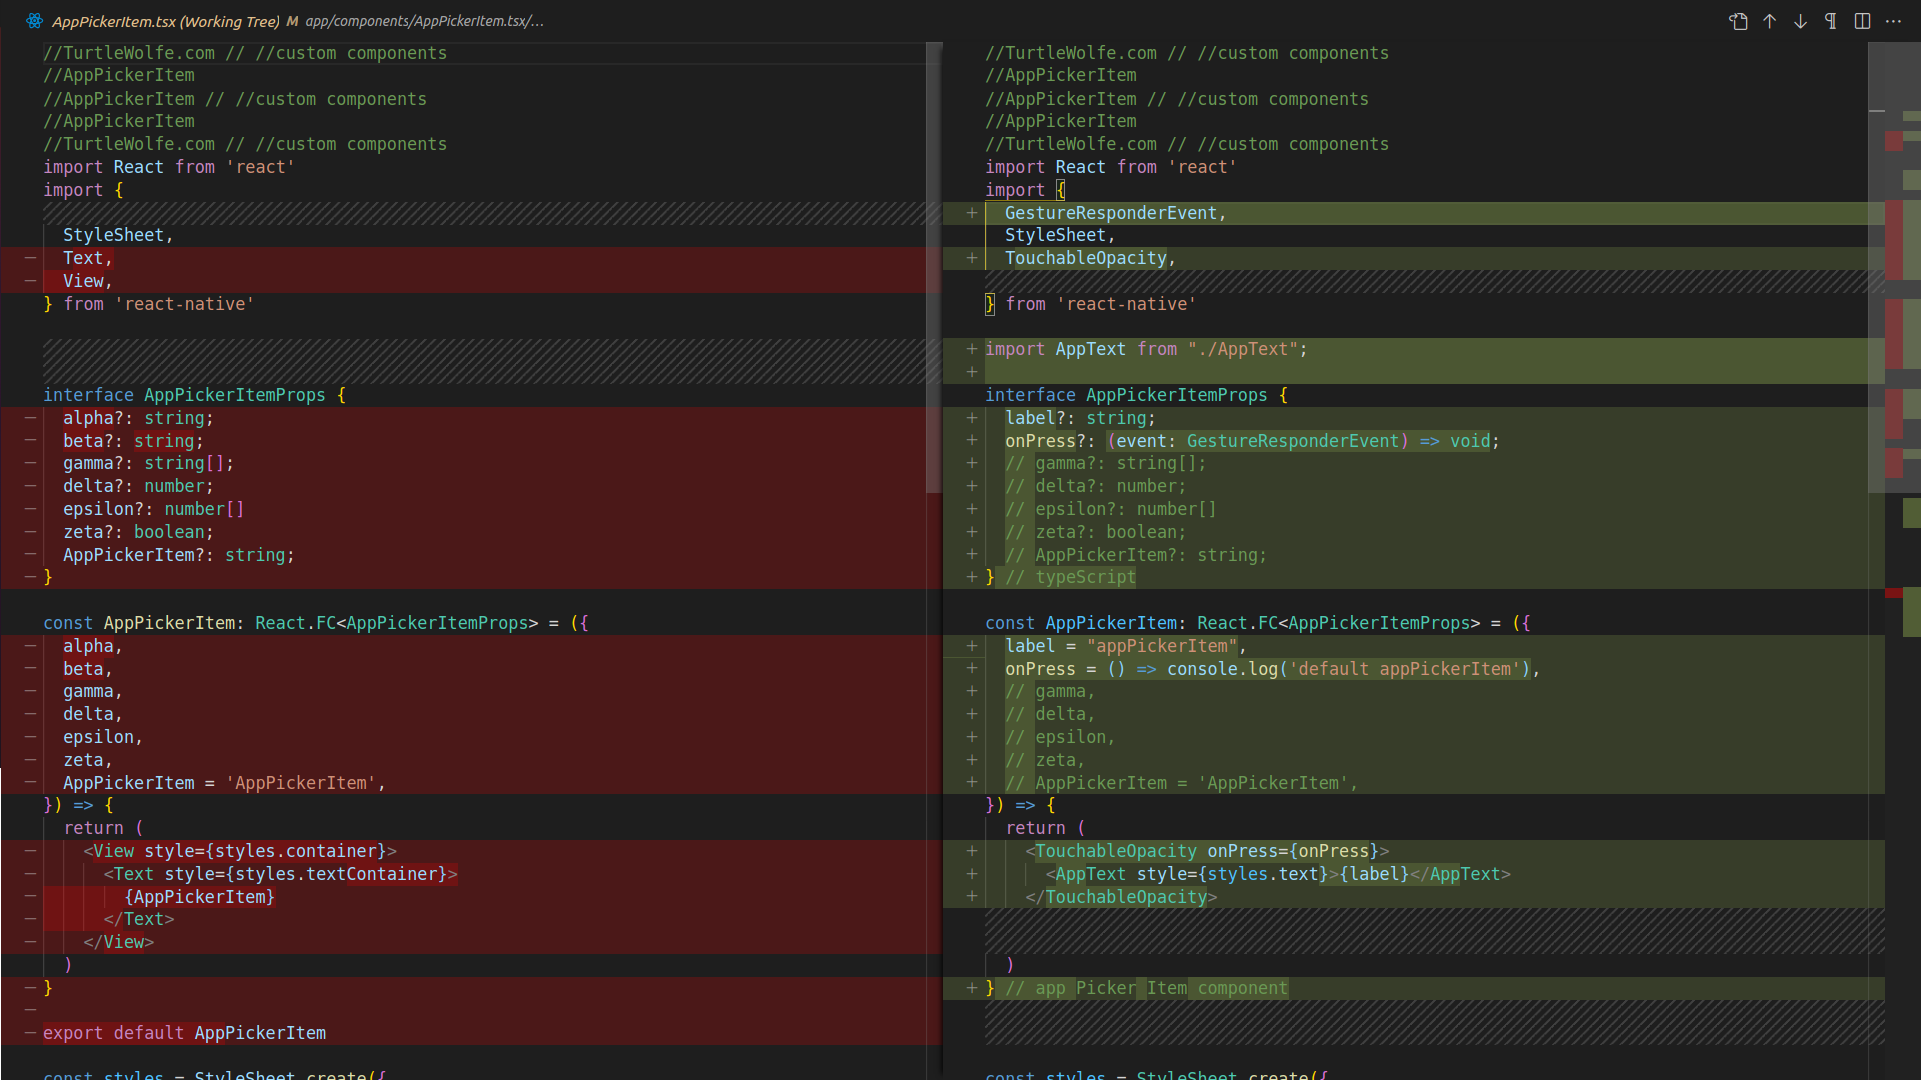 AppPickerItem.tsx (Working Tree) M app/components/AppPickerItem.tsx/...
//TurtleWolfe.com // //custom components
//AppPickerItem
//AppPickerItem // //custom components
//AppPickerItem
//TurtleWolfe.com // //custom components
import React from 'react'
import {
StyleSheet,
Text,
View,
} from 'react-native'
interface AppPickerItemProps {
alpha?: string;
beta?: string;
gamma?: string[];
delta?: number;
epsilon?: number[]
zeta?: boolean;
AppPickerItem?: string;
}
const AppPickerItem: React.FC<AppPickerItemProps> = ({
alpha,
beta,
gamma,
delta,
epsilon,
zeta,
AppPickerItem = 'AppPickerItem',
}) => {
return (
<View style={styles.container}>
<Text style={styles.textContainer}>
{AppPickerItem}
</Text>
</View>
)
}
export default AppPickerItem
const styles = StyleSheet.create({
//TurtleWolfe.com // //custom components
//AppPickerItem
//AppPickerItem // //custom components
//AppPickerItem
//TurtleWolfe.com // //custom components
import React from 'react'
import {
GestureResponderEvent,
StyleSheet,
TouchableOpacity,
} from 'react-native'
import AppText from "./AppText";
interface AppPickerItemProps {
label?: string;
onPress?: (event: GestureResponderEvent) => void;
// gamma?: string[];
// delta?: number;
// epsilon?: number[]
// zeta?: boolean;
// AppPickerItem?: string;
} // typeScript
const AppPickerItem: React.FC<AppPickerItemProps> = ({
label = "appPickerItem",
onPress = () => console.log('default appPickerItem'),
// gamma,
// delta,
// epsilon,
// zeta,
// AppPickerItem = 'AppPickerItem',
}) => {
return (
<TouchableOpacity onPress={onPress}>
<AppText style={styles.text}>{label}</AppText>
</TouchableOpacity>
)
} // app Picker Item component
const styles = StyleSheet.create({